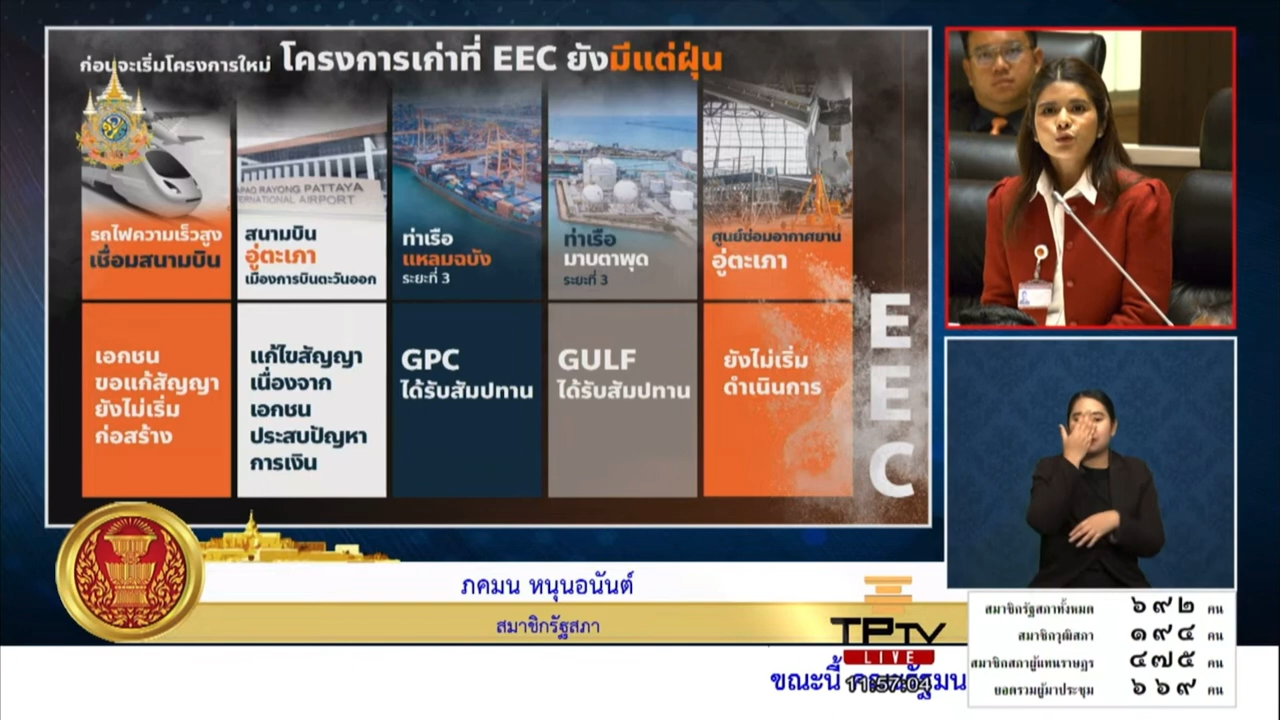 ก่อนจะเริ่มโครงการใหม่ โครงการเก่าที่ EEC ยังมีแต่ฝุ่น
รถไฟความเร็วสูง
เชื่อมสนามบิน
เอกชน
ขอแก้สัญญา
ยังไม่เริ่ม
ก่อสร้าง
RAYONG PATTAYA
INTERNATIONAL AIRPORT
สนามบิน
อู่ตะเภา
เมืองการบินตะวันออก
แก้ไขสัญญา
เนื่องจาก
เอกชน
ประสบปัญหา
การเงิน
ท่าเรือ
แหลมฉบัง
ระยะที่ 3
GPC
ได้รับสัมปทาน
ท่าเรือ
มาบตาพุด
ระยะที่ 3
GULF
ได้รับสัมปทาน
ศูนย์ซ่อมอากาศยาน
อู่ตะเภา
ยังไม่เริ่ม
ดำเนินการ
EEC
ภคมน หนุนอนันต์
สมาชิกรัฐสภา
TPTV
LIVE
11:57:04
ขณะนี้
สมาชิกรัฐสภาทั้งหมด ๖๙๒ คน
สมาชิกวุฒิสภา ๑๙๔ คน
สมาชิกสภาผู้แทนราษฎร ๔๗๕ คน
ยอดรวมผู้มาประชุม ๖๖๙ คน